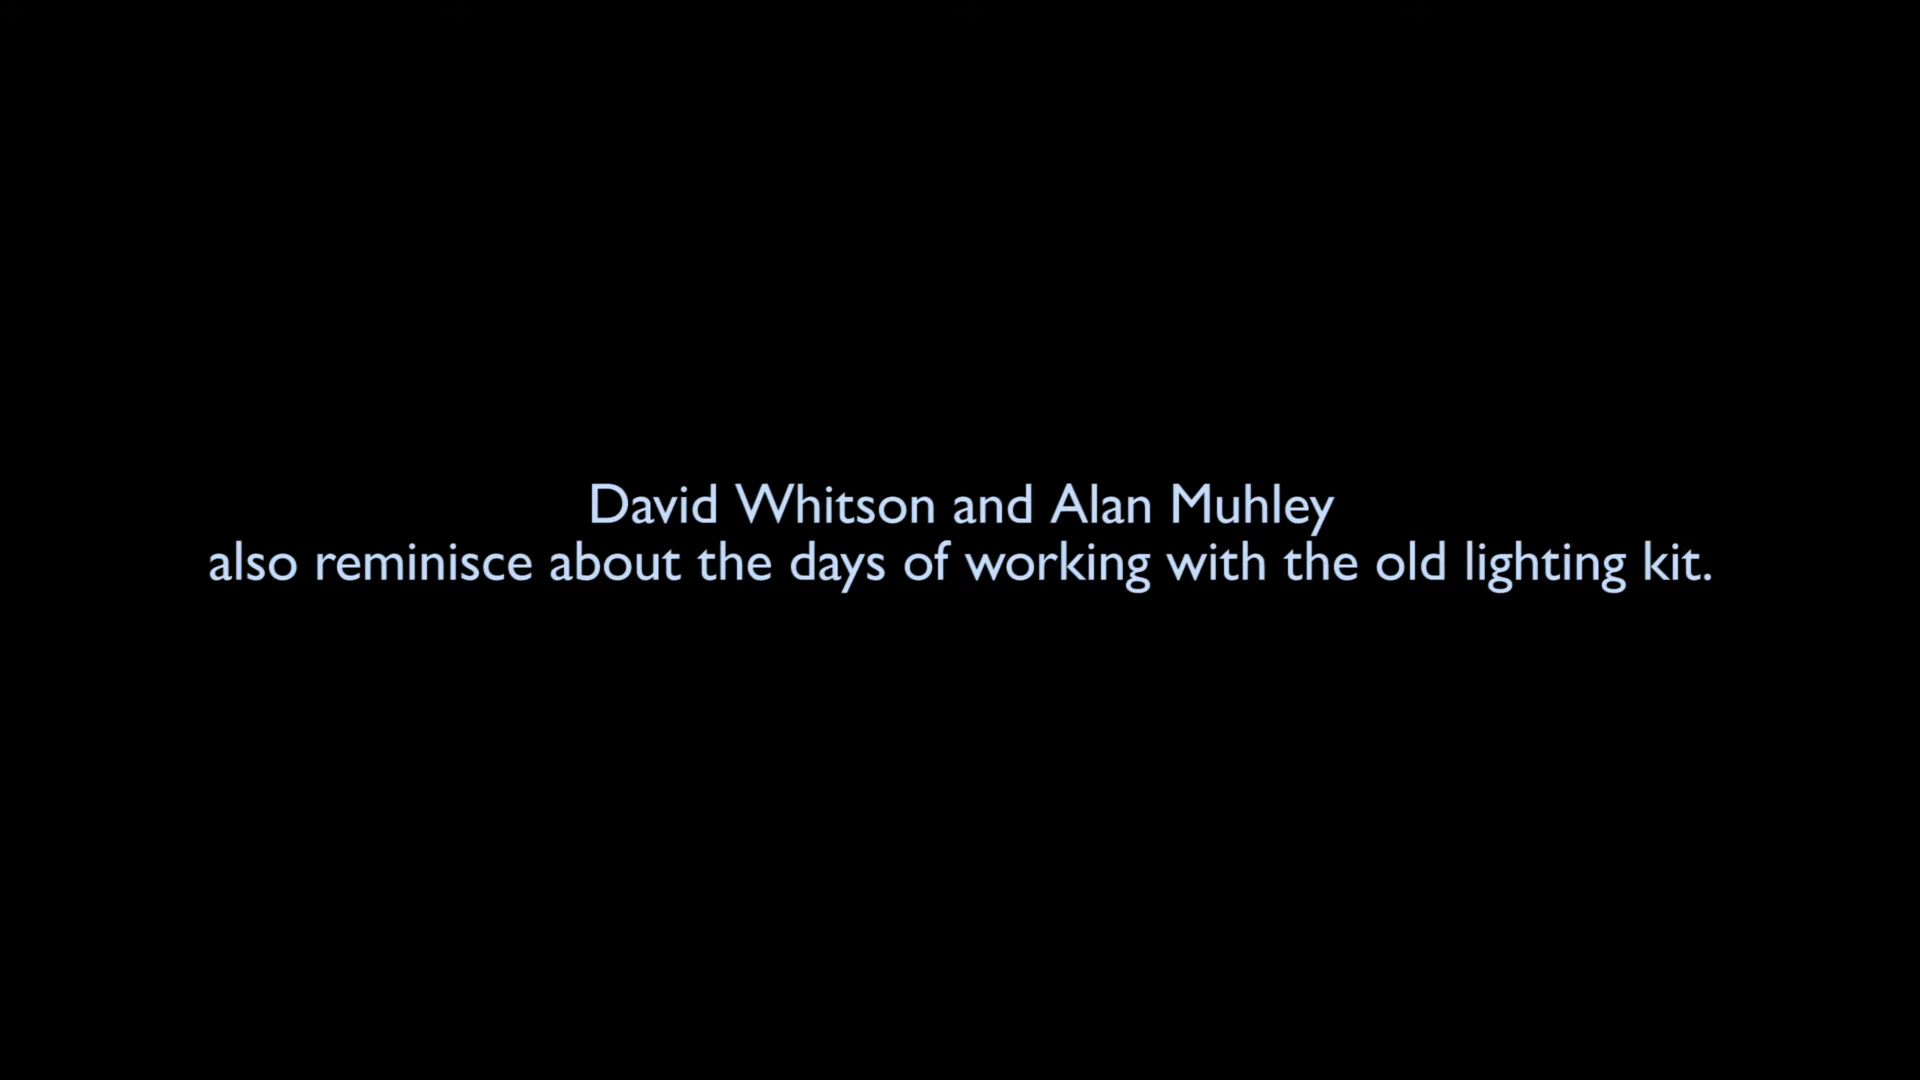 David Whitson and Alan Muhley
also reminisce about the days of working with the old lighting kit.